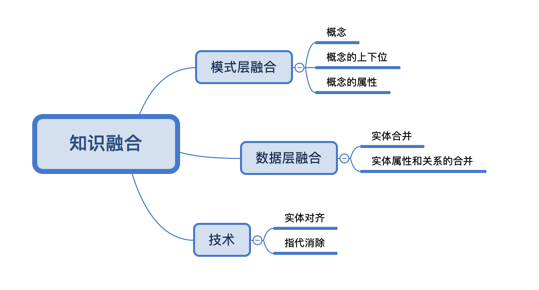 知识融合
模式层融合
概念
概念的上下位
概念的属性
数据层融合
实体合并
实体属性和关系的合并
技术
实体对齐
指代消除